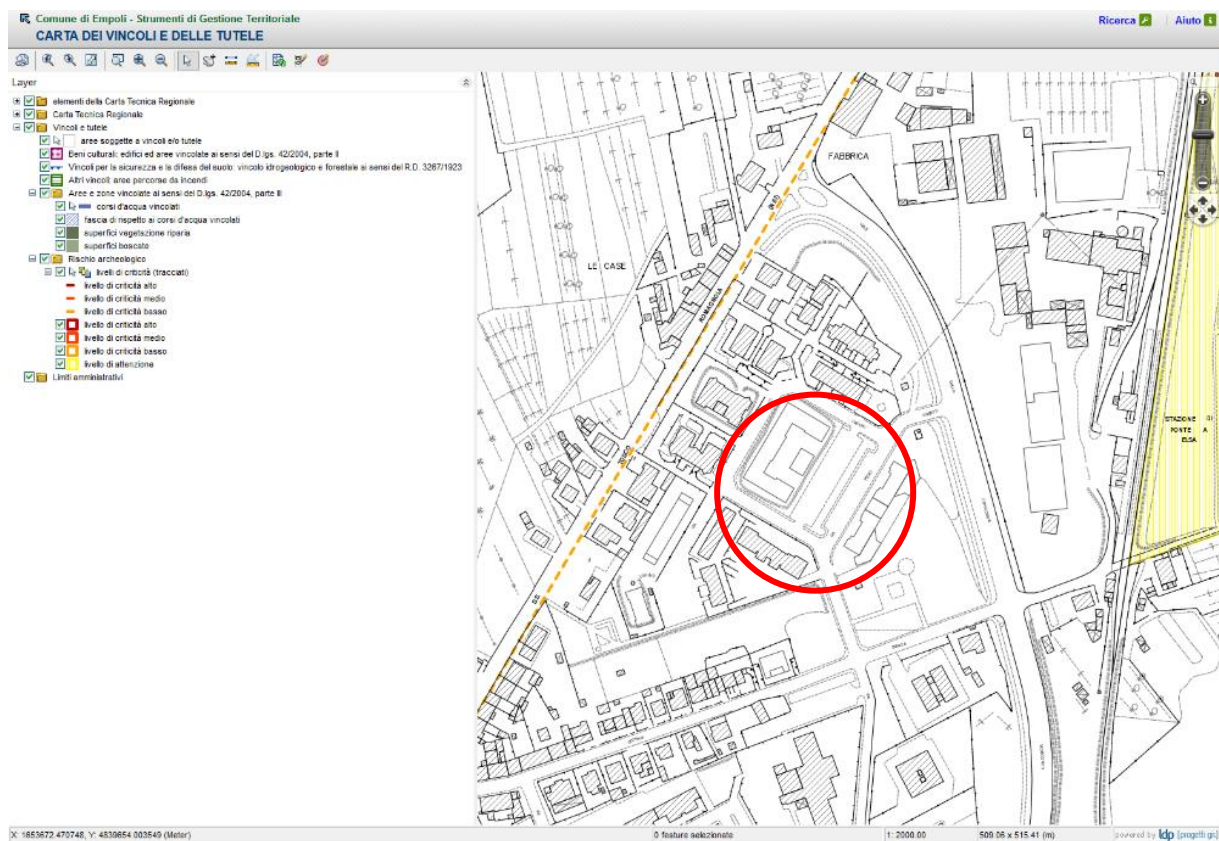 Comune di Empoli - Strumenti di Gestione Territoriale
CARTA DEI VINCOLI E DELLE TUTELE
Ricerca
Aiuto
Layer
elementi della Carta Tecnica Regionale
Carta Tecnica Regionale
Vincoli e tutele
aree soggette a vincoli e/o tutele
Beni culturali: edifici ed aree vincolate ai sensi del D.lgs. 42/2004, parte II
Vincoli per la sicurezza e la difesa del suolo: vincolo idrogeologico e forestale ai sensi del R.D. 3267/1923
Altri vincoli: aree percorse da incendi
Aree e zone vincolate ai sensi del D.lgs. 42/2004, parte III
corsi d'acqua vincolati
fascia di rispetto ai corsi d'acqua vincolati
superfici vegetazione riparia
superfici boscate
Rischio archeologico
livelli di criticità (tracciati)
livello di criticità alto
livello di criticità medio
livello di criticità basso
livello di criticità alto
livello di criticità medio
livello di criticità basso
livello di attenzione
Limiti amministrativi
FABBRICA
LE CASE
ROMAGNOLA
STAZIONE DI
PONTE A
ELSA
X: 1653672.470748, Y: 4839654.003549 (Meter)
0 feature selezionate
1: 2000.00
509.06 x 515.41 (m)
powered by ldp [progetti gis]